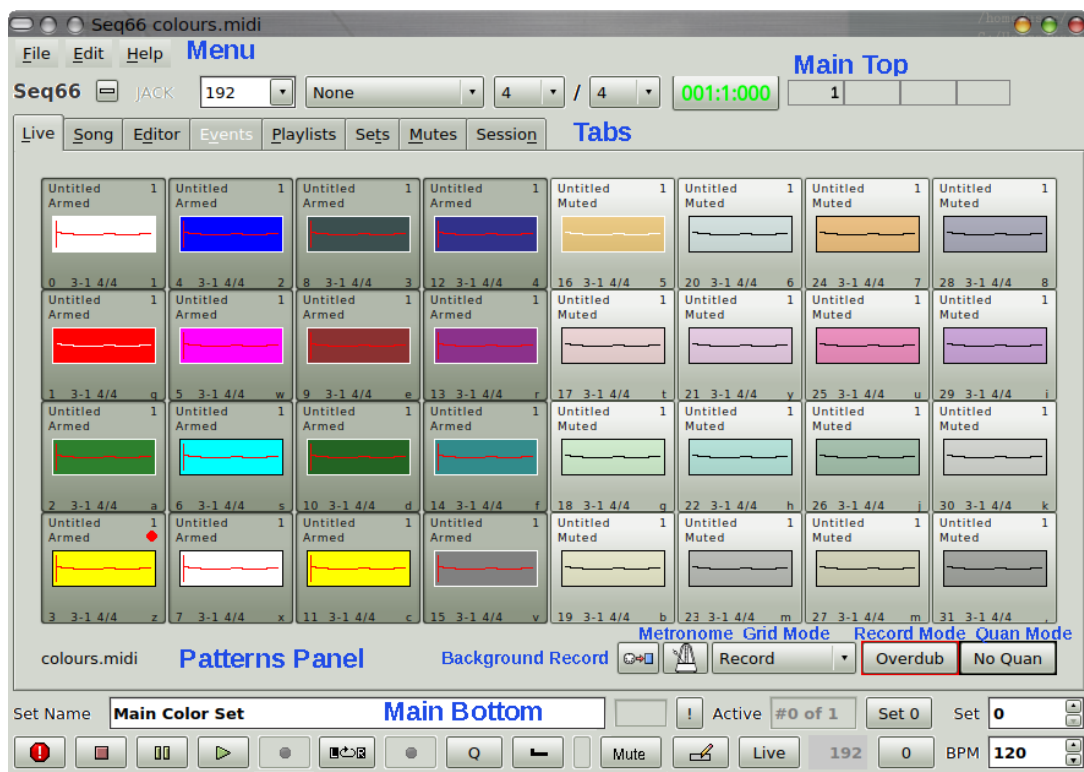 Seq66 colours.midi
File Edit Help Menu
Main Top
Seq66 JACK 192 None 4 / 4 001:1:000 1
Live Song Editor Events Playlists Sets Mutes Session Tabs
Untitled 1 Untitled 1 Untitled 1 Untitled 1 Untitled 1 Untitled 1 Untitled 1 Untitled 1
Armed Armed Armed Armed Muted Muted Muted Muted
0 3-1 4/4 1 4 3-1 4/4 2 8 3-1 4/4 3 12 3-1 4/4 4 16 3-1 4/4 5 20 3-1 4/4 6 24 3-1 4/4 7 28 3-1 4/4 8
Untitled 1 Untitled 1 Untitled 1 Untitled 1 Untitled 1 Untitled 1 Untitled 1 Untitled 1
Armed Armed Armed Armed Muted Muted Muted Muted
1 3-1 4/4 q 5 3-1 4/4 w 9 3-1 4/4 e 13 3-1 4/4 r 17 3-1 4/4 t 21 3-1 4/4 y 25 3-1 4/4 u 29 3-1 4/4 i
Untitled 1 Untitled 1 Untitled 1 Untitled 1 Untitled 1 Untitled 1 Untitled 1 Untitled 1
Armed Armed Armed Armed Muted Muted Muted Muted
2 3-1 4/4 a 6 3-1 4/4 s 10 3-1 4/4 d 14 3-1 4/4 f 18 3-1 4/4 g 22 3-1 4/4 h 26 3-1 4/4 j 30 3-1 4/4 k
Untitled 1 Untitled 1 Untitled 1 Untitled 1 Untitled 1 Untitled 1 Untitled 1 Untitled 1
Armed Armed Armed Armed Muted Muted Muted Muted
3 3-1 4/4 z 7 3-1 4/4 x 11 3-1 4/4 c 15 3-1 4/4 v 19 3-1 4/4 b 23 3-1 4/4 m 27 3-1 4/4 m 31 3-1 4/4 ,
Metronome Grid Mode Record Mode Quan Mode
colours.midi Patterns Panel Background Record Record Overdub No Quan
Set Name Main Color Set Main Bottom ! Active #0 of 1 Set 0 Set 0
! Q Mute Live 192 0 BPM 120